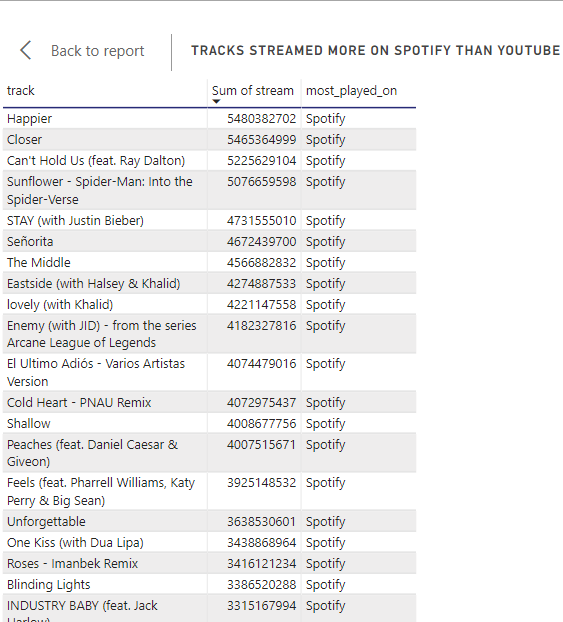 Back to report
TRACKS STREAMED MORE ON SPOTIFY THAN YOUTUBE
track Sum of stream most_played_on
Happier 5480382702 Spotify
Closer 5465364999 Spotify
Can't Hold Us (feat. Ray Dalton) 5225629104 Spotify
Sunflower - Spider-Man: Into the 5076659598 Spotify
Spider-Verse
STAY (with Justin Bieber) 4731555010 Spotify
Señorita 4672439700 Spotify
The Middle 4566882832 Spotify
Eastside (with Halsey & Khalid) 4274887533 Spotify
lovely (with Khalid) 4221147558 Spotify
Enemy (with JID) - from the series 4182327816 Spotify
Arcane League of Legends
El Ultimo Adiós - Varios Artistas 4074479016 Spotify
Version
Cold Heart - PNAU Remix 4072975437 Spotify
Shallow 4008677756 Spotify
Peaches (feat. Daniel Caesar & 4007515671 Spotify
Giveon)
Feels (feat. Pharrell Williams, Katy 3925148532 Spotify
Perry & Big Sean)
Unforgettable 3638530601 Spotify
One Kiss (with Dua Lipa) 3438868964 Spotify
Roses - Imanbek Remix 3416121234 Spotify
Blinding Lights 3386520288 Spotify
INDUSTRY BABY (feat. Jack 3315167994 Spotify
Harlow)